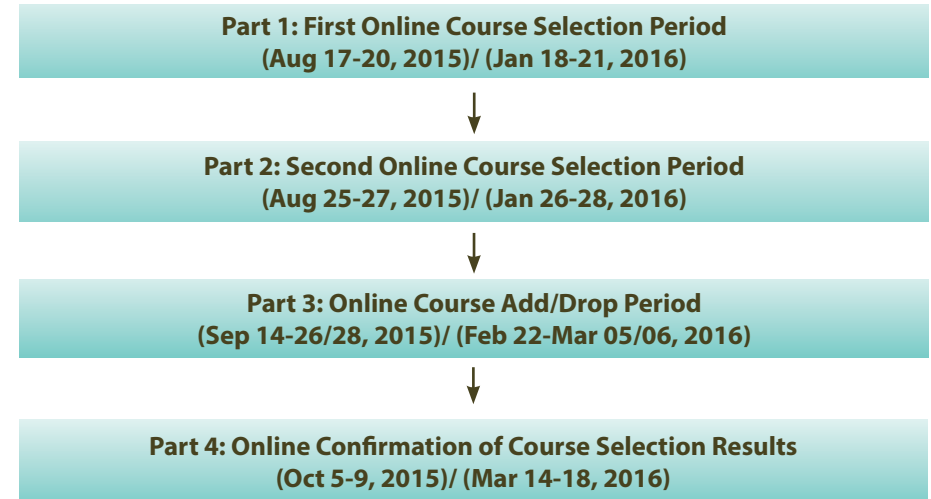 Part 1: First Online Course Selection Period
(Aug 17-20, 2015)/ (Jan 18-21, 2016)
Part 2: Second Online Course Selection Period
(Aug 25-27, 2015)/ (Jan 26-28, 2016)
Part 3: Online Course Add/Drop Period
(Sep 14-26/28, 2015)/ (Feb 22-Mar 05/06, 2016)
Part 4: Online Confirmation of Course Selection Results
(Oct 5-9, 2015)/ (Mar 14-18, 2016)